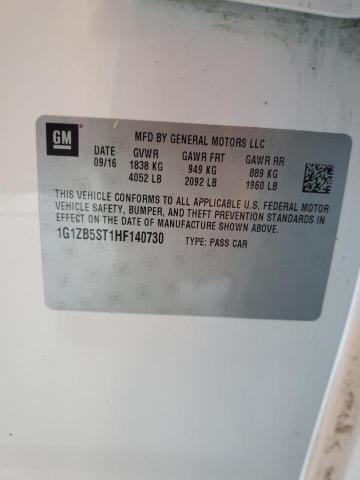 GM
MFD BY GENERAL MOTORS LLC
DATE GVWR GAWR FRT GAWR RR
09/16 1838 KG 949 KG 889 KG
4052 LB 2092 LB 1960 LB
THIS VEHICLE CONFORMS TO ALL APPLICABLE U.S. FEDERAL MOTOR
VEHICLE SAFETY, BUMPER, AND THEFT PREVENTION STANDARDS IN
EFFECT ON THE DATE OF MANUFACTURE SHOWN ABOVE.
1G1ZB5ST1HF140730 TYPE: PASS CAR